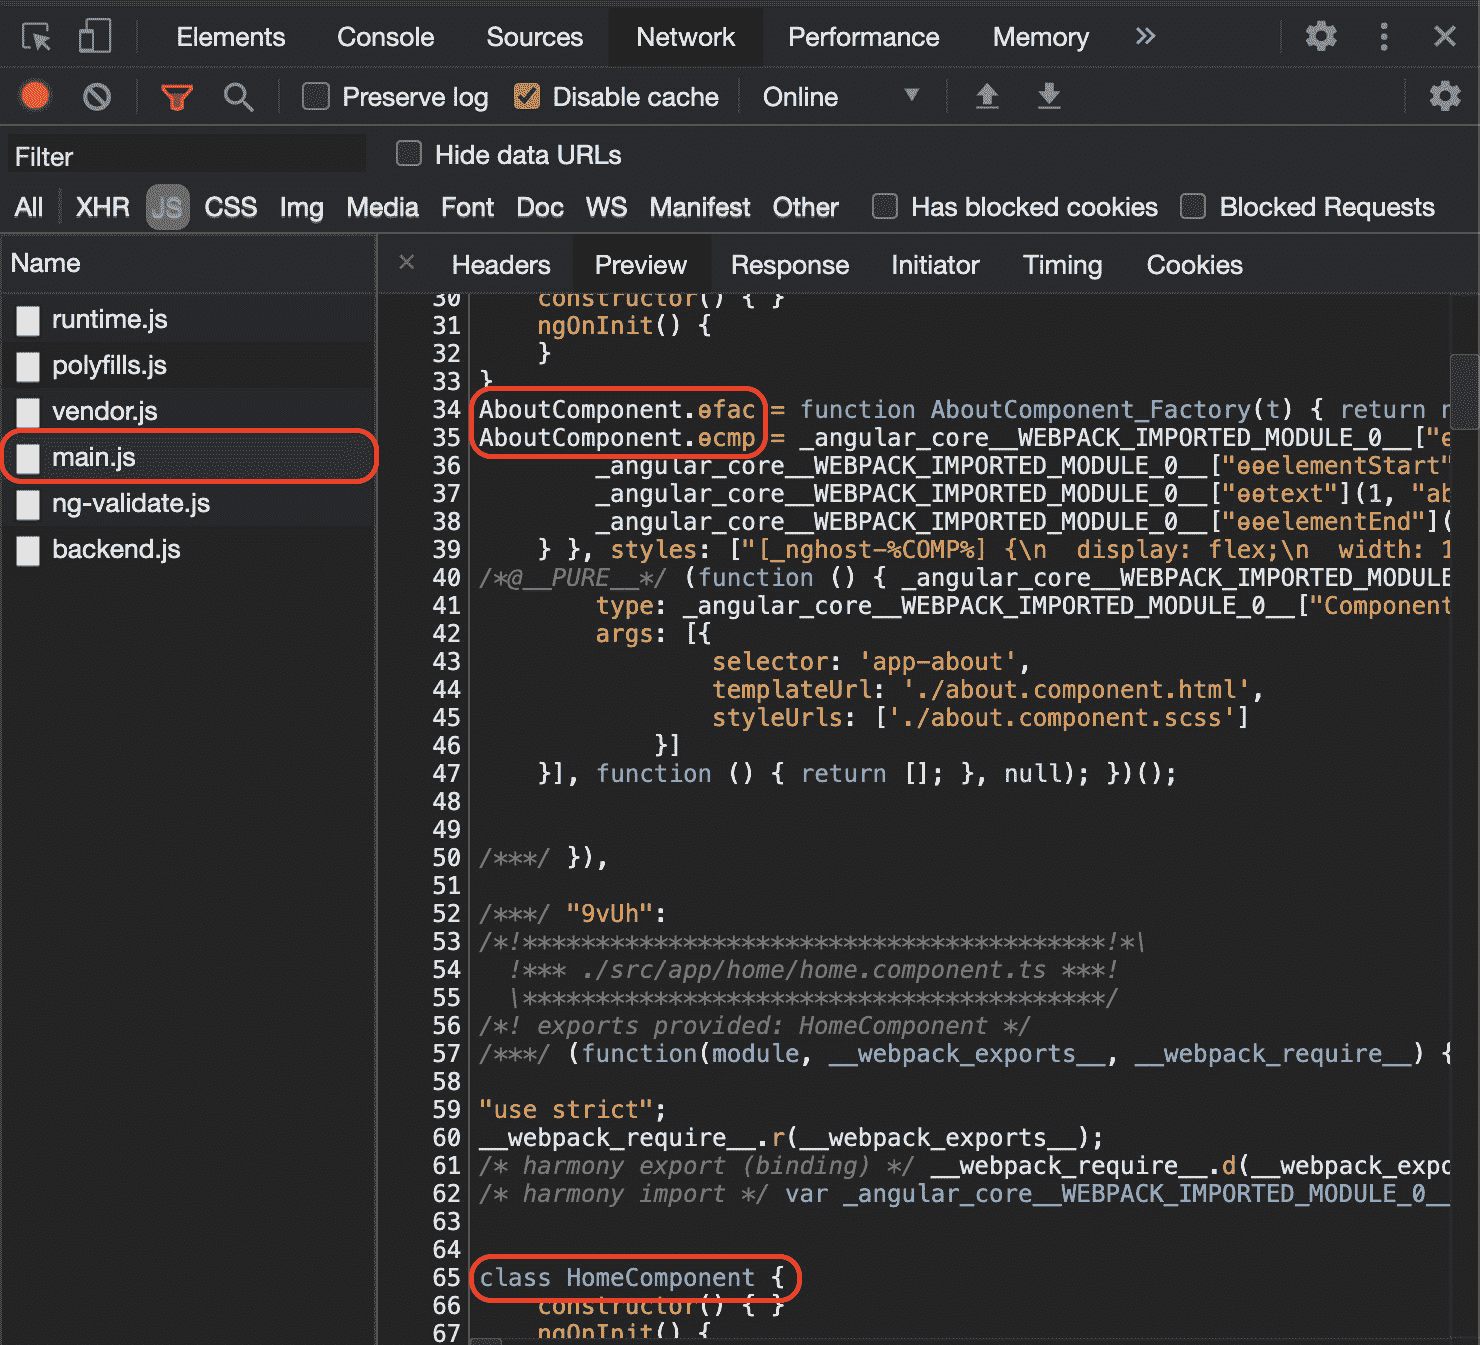 Elements Console Sources Network Performance Memory »
Preserve log Disable cache Online
Filter Hide data URLs
All XHR JS CSS Img Media Font Doc WS Manifest Other Has blocked cookies Blocked Requests
Name
runtime.js
polyfills.js
vendor.js
main.js
ng-validate.js
backend.js
× Headers Preview Response Initiator Timing Cookies
30 constructor() { }
31 ngOnInit() {
32 }
33 }
34 AboutComponent.ɵfac = function AboutComponent_Factory(t) { return
35 AboutComponent.ɵcmp = _angular_core__WEBPACK_IMPORTED_MODULE_0__["
36 _angular_core__WEBPACK_IMPORTED_MODULE_0__["ɵɵelementStart"
37 _angular_core__WEBPACK_IMPORTED_MODULE_0__["ɵɵtext"](1, "ab
38 _angular_core__WEBPACK_IMPORTED_MODULE_0__["ɵɵelementEnd"](
39 } }, styles: ["[_nghost-%COMP%] {\n  display: flex;\n  width: 1
40 /*@__PURE__*/ (function () { _angular_core__WEBPACK_IMPORTED_MODULE
41 type: _angular_core__WEBPACK_IMPORTED_MODULE_0__["Component
42 args: [{
43 selector: 'app-about',
44 templateUrl: './about.component.html',
45 styleUrls: ['./about.component.scss']
46 }]
47 }], function () { return []; }, null); })();
48
49
50 /***/ }),
51
52 /***/ "9vUh":
53 /*!****************************************!*\
54 !*** ./src/app/home/home.component.ts ***!
55 \****************************************/
56 /*! exports provided: HomeComponent */
57 /***/ (function(module, __webpack_exports__, __webpack_require__) {
58
59 "use strict";
60 __webpack_require__.r(__webpack_exports__);
61 /* harmony export (binding) */ __webpack_require__.d(__webpack_expo
62 /* harmony import */ var _angular_core__WEBPACK_IMPORTED_MODULE_0__
63
64
65 class HomeComponent {
66 constructor() { }
67 ngOnInit() {